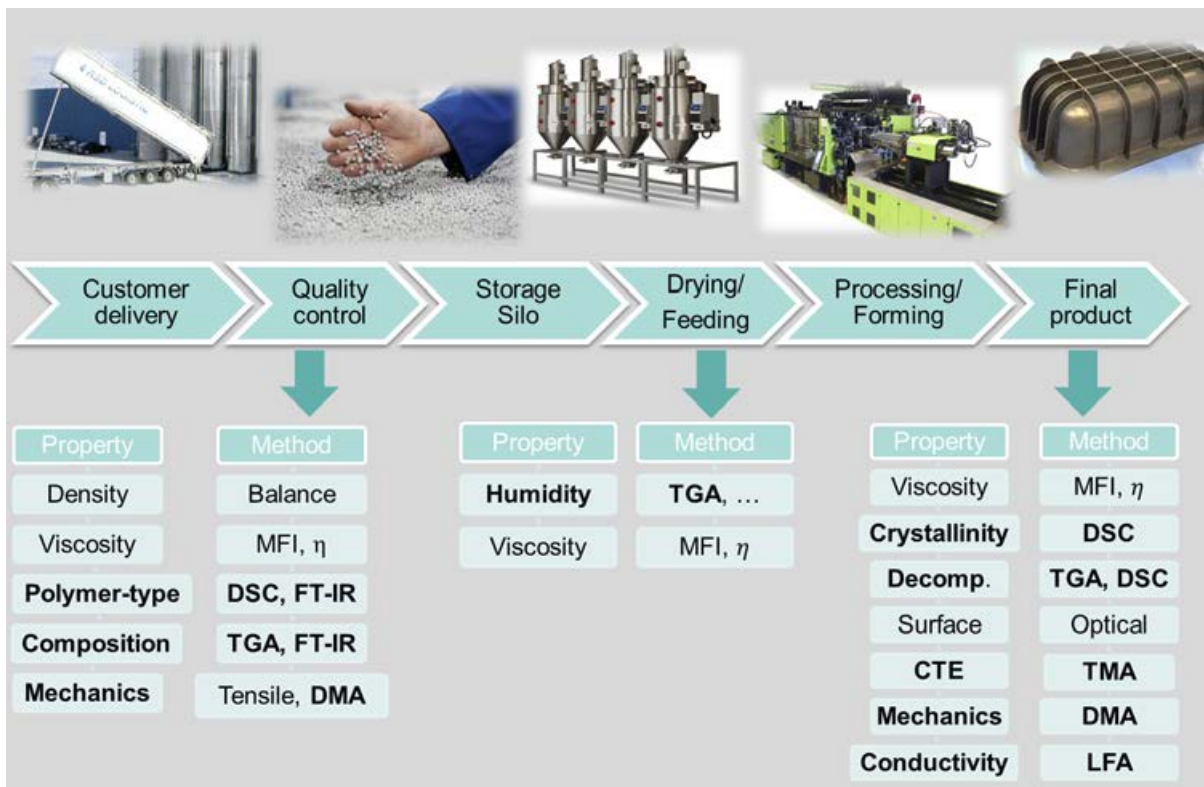 Customer
delivery
Quality
control
Storage
Silo
Drying/
Feeding
Processing/
Forming
Final
product
Property
Method
Density
Balance
Viscosity
MFI, η
Polymer-type
DSC, FT-IR
Composition
TGA, FT-IR
Mechanics
Tensile, DMA
Property
Method
Humidity
TGA, …
Viscosity
MFI, η
Property
Method
Viscosity
MFI, η
Crystallinity
DSC
Decomp.
TGA, DSC
Surface
Optical
CTE
TMA
Mechanics
DMA
Conductivity
LFA